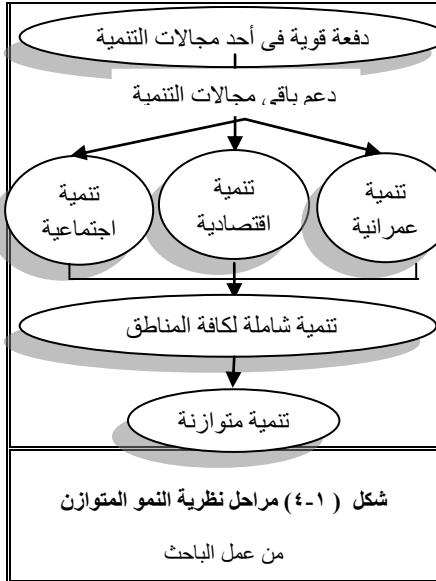 دفعة قوية فى أحد مجالات التنمية
دعم باقى مجالات التنمية
تنمية
عمرانية
تنمية
اقتصادية
تنمية
اجتماعية
تنمية شاملة لكافة المناطق
تنمية متوازنة
شكل ( ١-٤) مراحل نظرية النمو المتوازن
من عمل الباحث